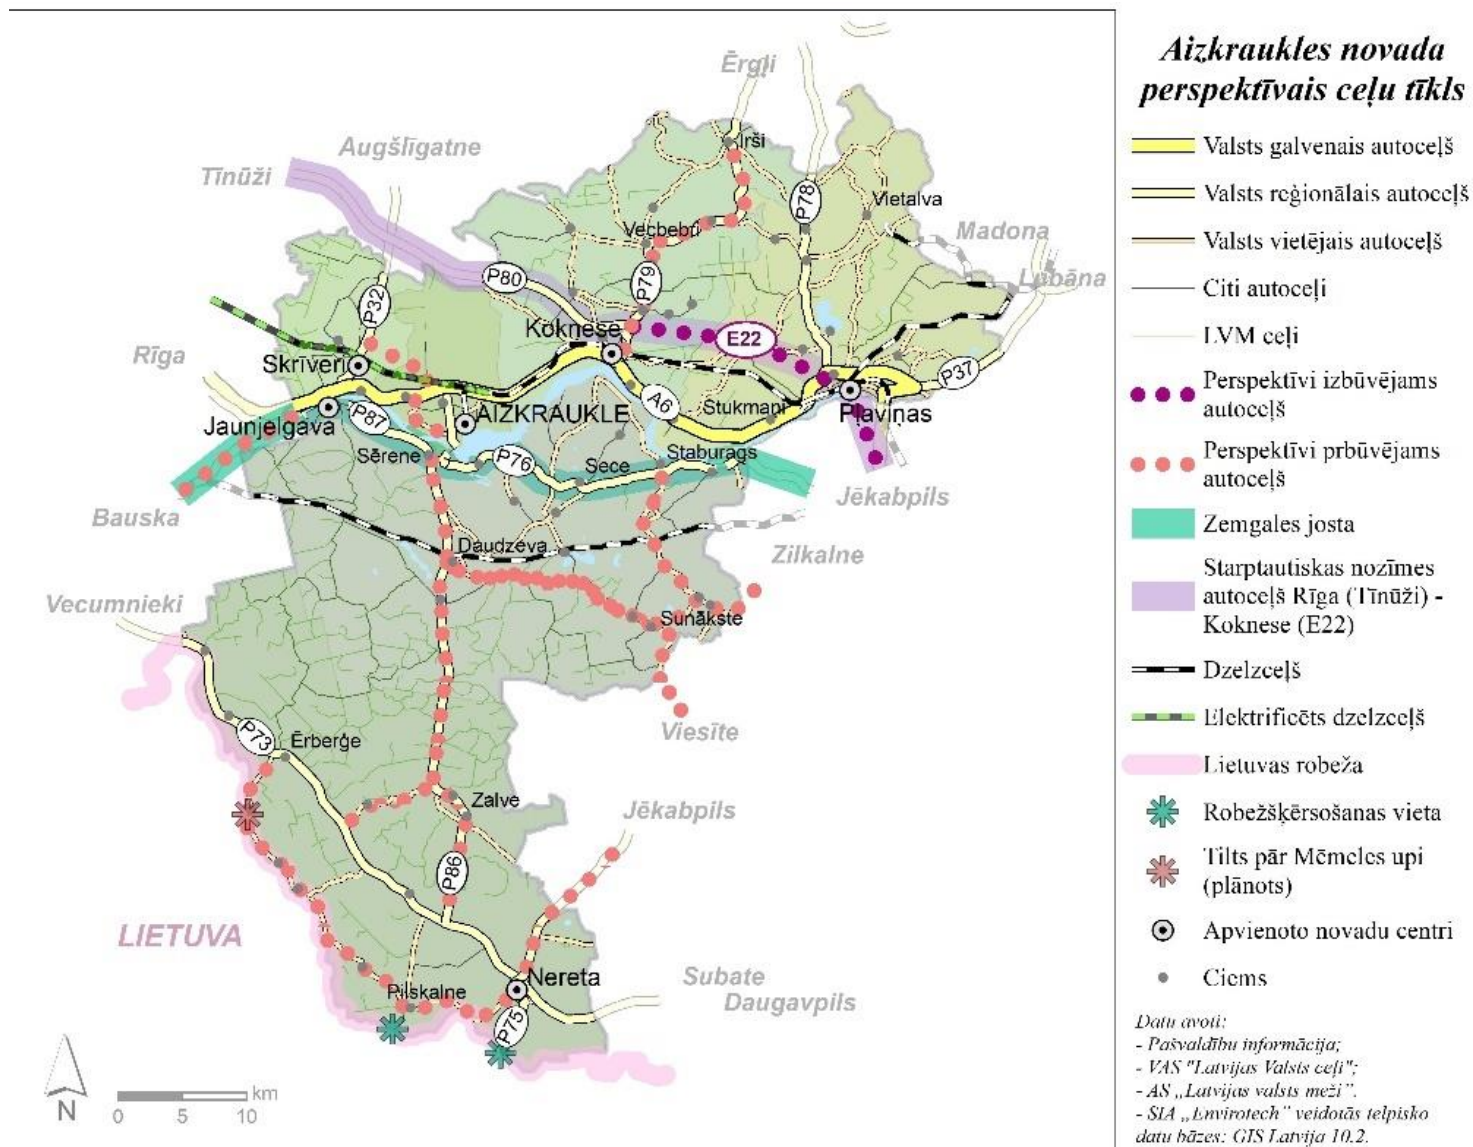 Aizkraukles novada
perspektīvais ceļu tīkls
Valsts galvenais autoceļš
Valsts reģionālais autoceļš
Valsts vietējais autoceļš
Citi autoceļi
LVM ceļi
Perspektīvi izbūvējams
autoceļš
Perspektīvi prbūvējams
autoceļš
Zemgales josta
Starptautiskas nozīmes
autoceļš Rīga (Tīnūži) -
Koknese (E22)
Dzelzceļš
Elektrificēts dzelzceļš
Lietuvas robeža
Robežšķērsošanas vieta
Tilts pār Mēmeles upi
(plānots)
Apvienoto novadu centri
Ciems
Datu avoti:
- Pašvaldību informācija;
- VAS "Latvijas Valsts ceļi";
- AS „Latvijas valsts meži".
- SIA „Envirotech" veidotās telpisko
datu bāzes: GIS Latvija 10.2.
Ērgļi
Augšlīgatne
Tīnūži
Irši
P78
Vietalva
Vecbebri
Madona
Lubāna
P80
P79
P32
Koknese
E22
Rīga
Skrīveri
P37
A6
Stukmaņi
Pļaviņas
Jaunjelgava
P87
AIZKRAUKLE
Sērene
P76
Sece
Staburags
Jēkabpils
Bauska
Daudzeva
Zilkalne
Vecumnieki
Sunākste
Viesīte
P73
Ērberģe
Zalve
Jēkabpils
P86
LIETUVA
Nereta
Subate
Daugavpils
Pilskalne
P75
N
km
0 5 10